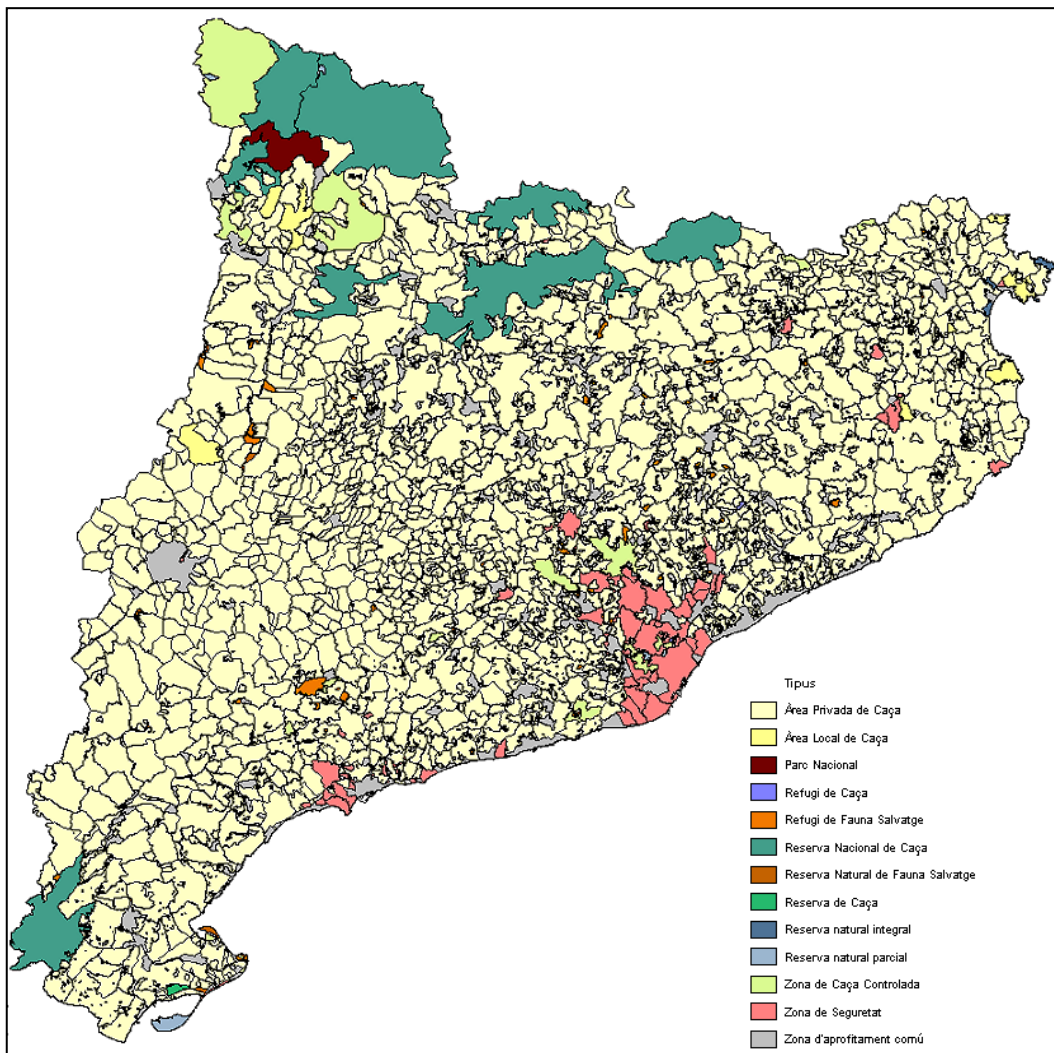 Tipus
Àrea Privada de Caça
Àrea Local de Caça
Parc Nacional
Refugi de Caça
Refugi de Fauna Salvatge
Reserva Nacional de Caça
Reserva Natural de Fauna Salvatge
Reserva de Caça
Reserva natural integral
Reserva natural parcial
Zona de Caça Controlada
Zona de Seguretat
Zona d'aprofitament comú